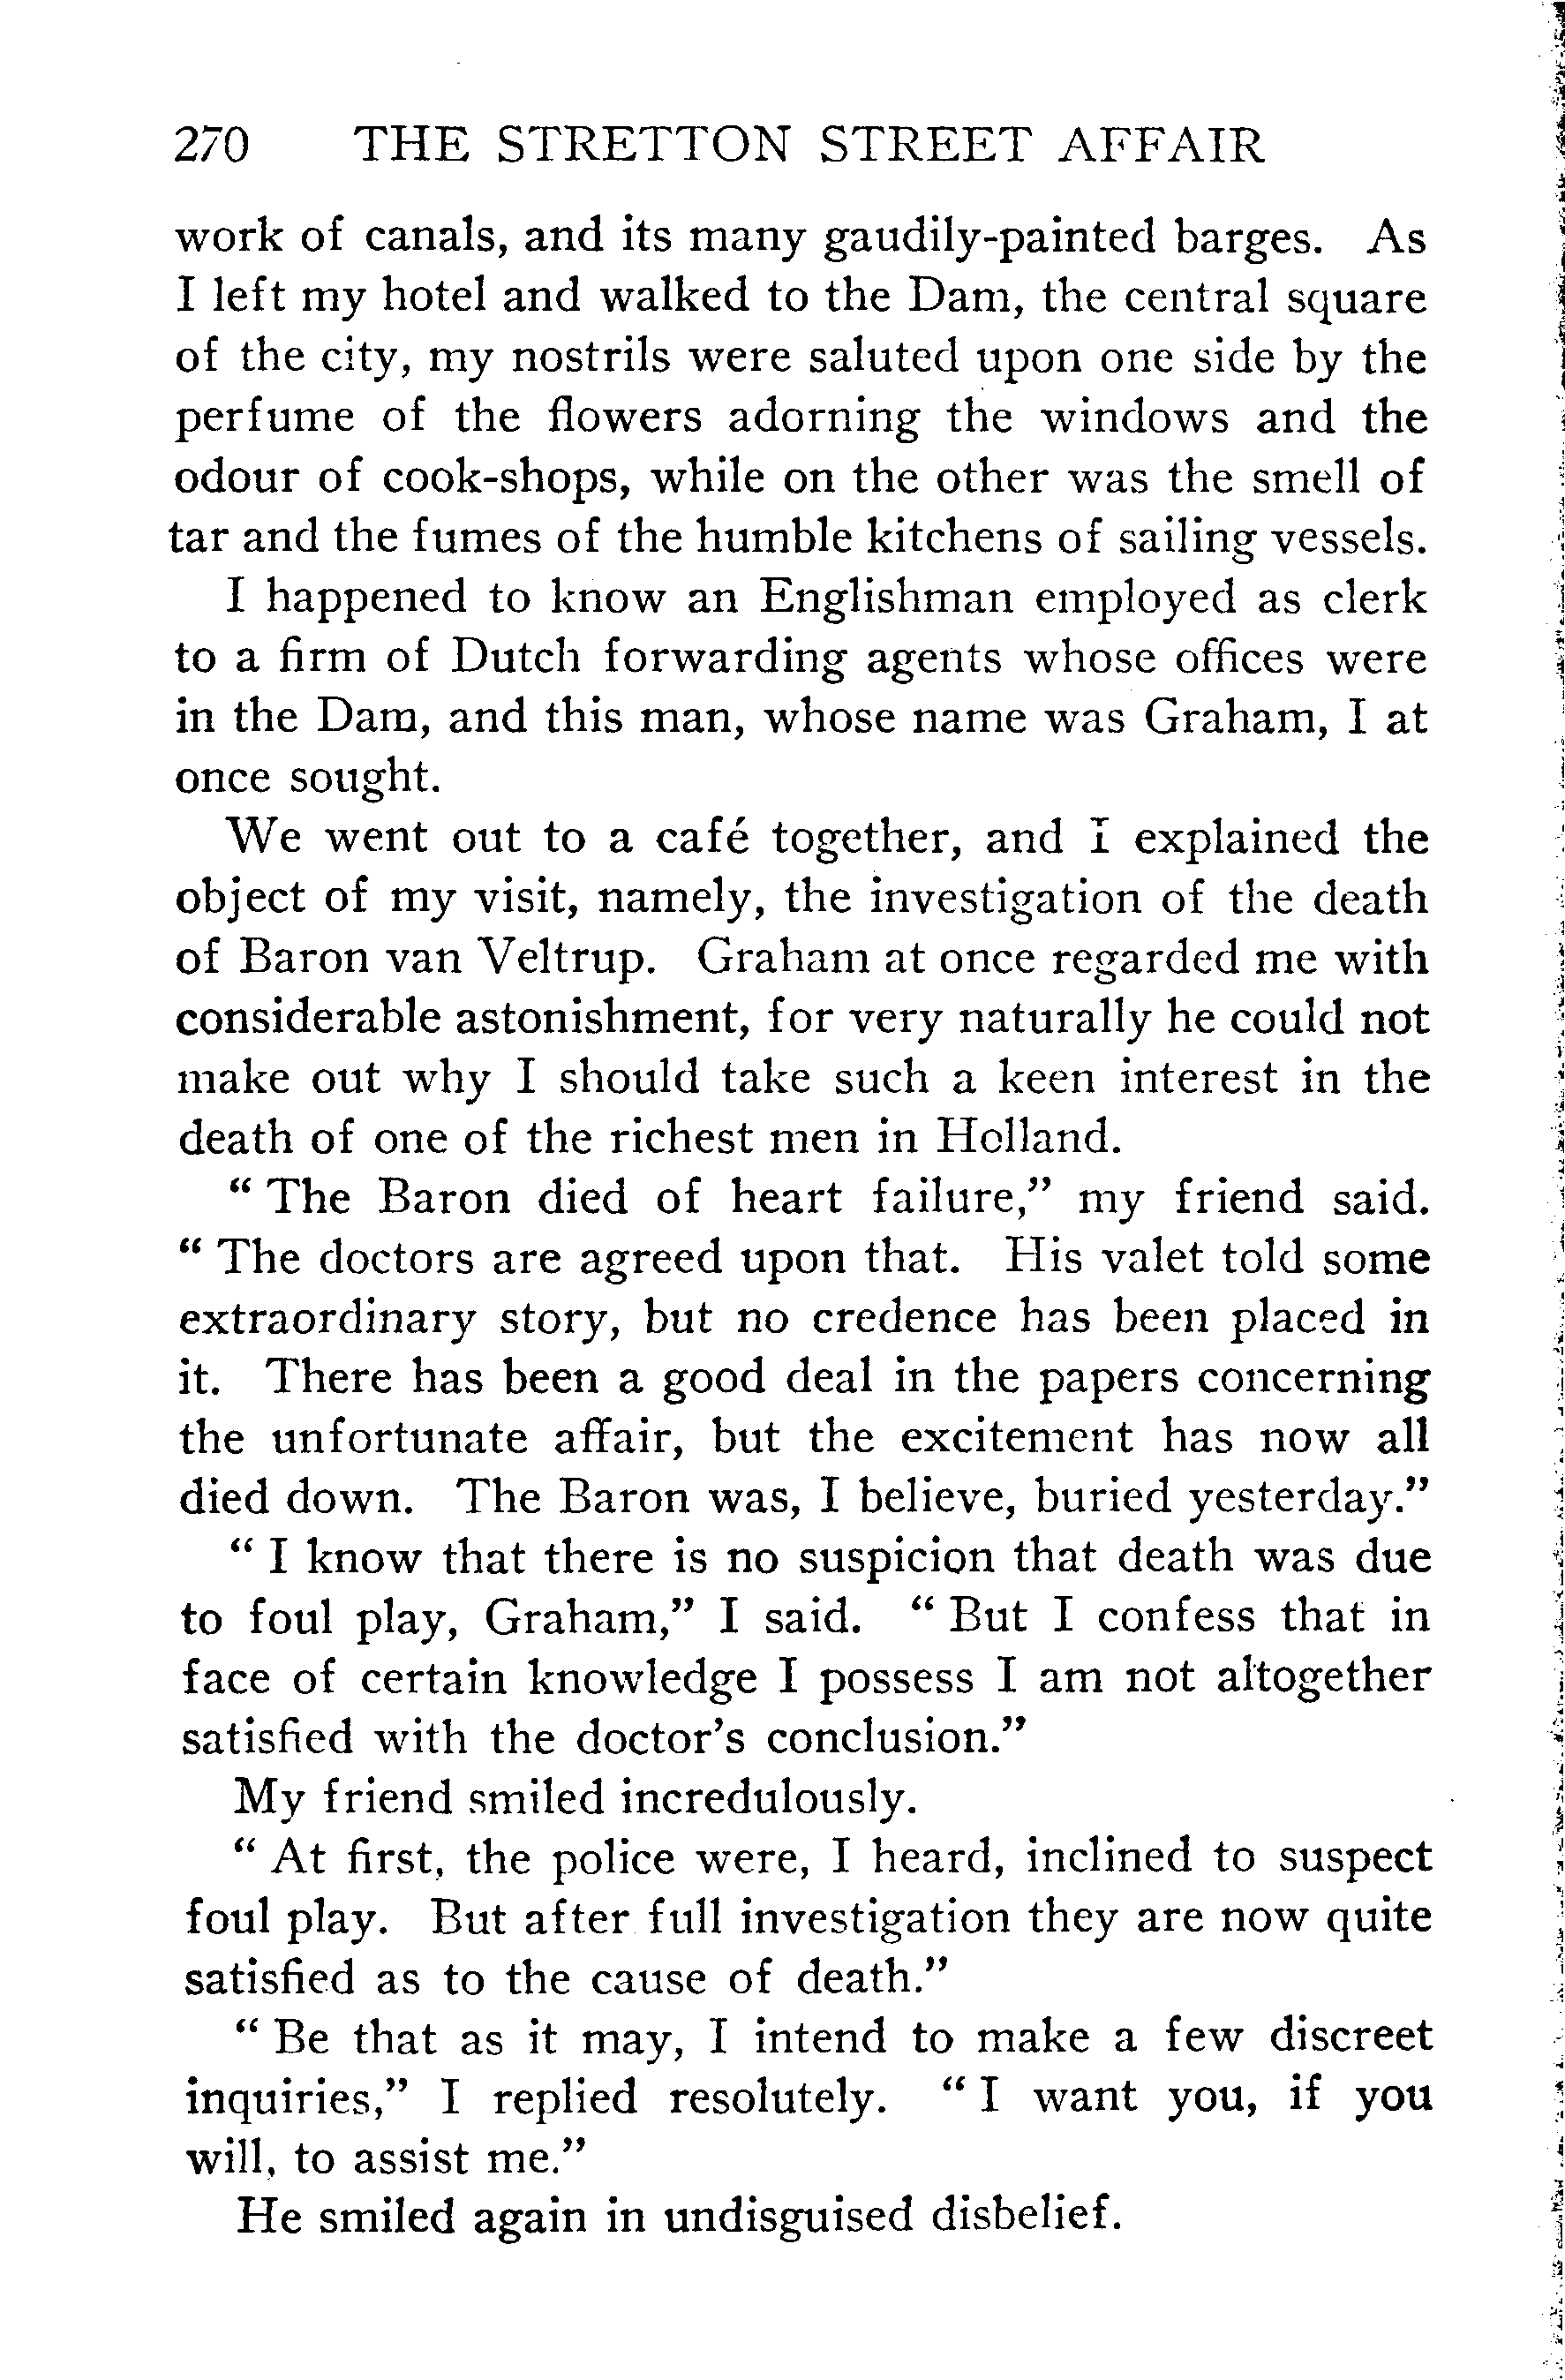 270 THE STRETTON STREET AFFAIR
work of canals, and its many gaudily-painted barges. As
I left my hotel and walked to the Dam, the central square
of the city, my nostrils were saluted upon one side by the
perfume of the flowers adorning the windows and the
odour of cook-shops, while on the other was the smell of
tar and the fumes of the humble kitchens of sailing vessels.
I happened to know an Englishman employed as clerk
to a firm of Dutch forwarding agents whose offices were
in the Dam, and this man, whose name was Graham, I at
once sought.
We went out to a café together, and I explained the
object of my visit, namely, the investigation of the death
of Baron van Veltrup. Graham at once regarded me with
considerable astonishment, for very naturally he could not
make out why I should take such a keen interest in the
death of one of the richest men in Holland.
“ The Baron died of heart failure,” my friend said.
“ The doctors are agreed upon that. His valet told some
extraordinary story, but no credence has been placed in
it. There has been a good deal in the papers concerning
the unfortunate affair, but the excitement has now all
died down. The Baron was, I believe, buried yesterday.”
“ I know that there is no suspicion that death was due
to foul play, Graham,” I said. “ But I confess that in
face of certain knowledge I possess I am not altogether
satisfied with the doctor’s conclusion.”
My friend smiled incredulously.
“ At first, the police were, I heard, inclined to suspect
foul play. But after full investigation they are now quite
satisfied as to the cause of death.”
“ Be that as it may, I intend to make a few discreet
inquiries,” I replied resolutely. “ I want you, if you
will, to assist me.”
He smiled again in undisguised disbelief.